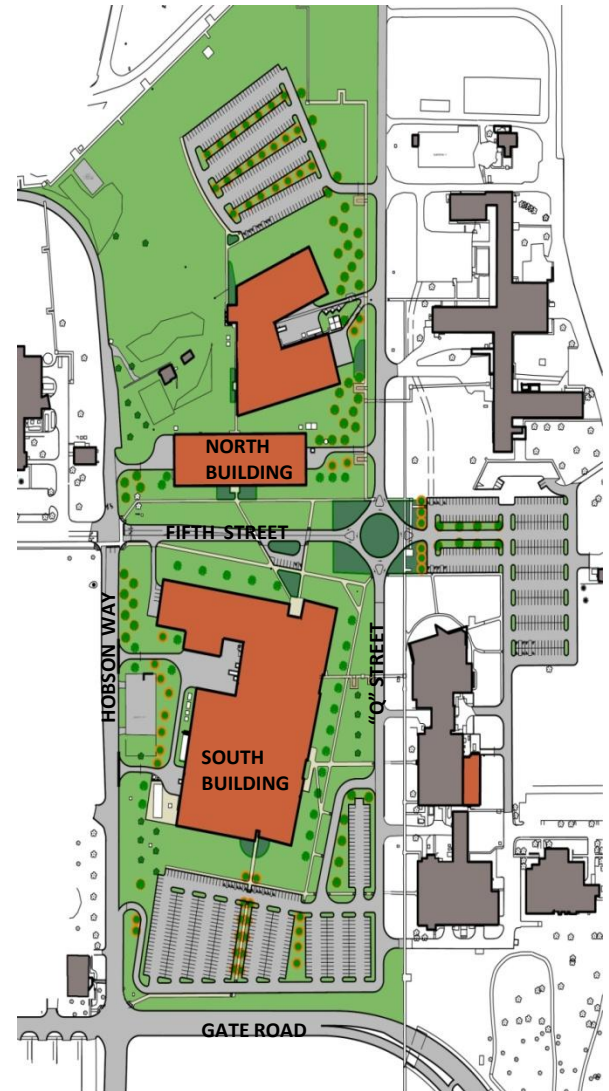 NORTH
BUILDING
FIFTH STREET
HOBSON WAY
"Q" STREET
SOUTH
BUILDING
GATE ROAD